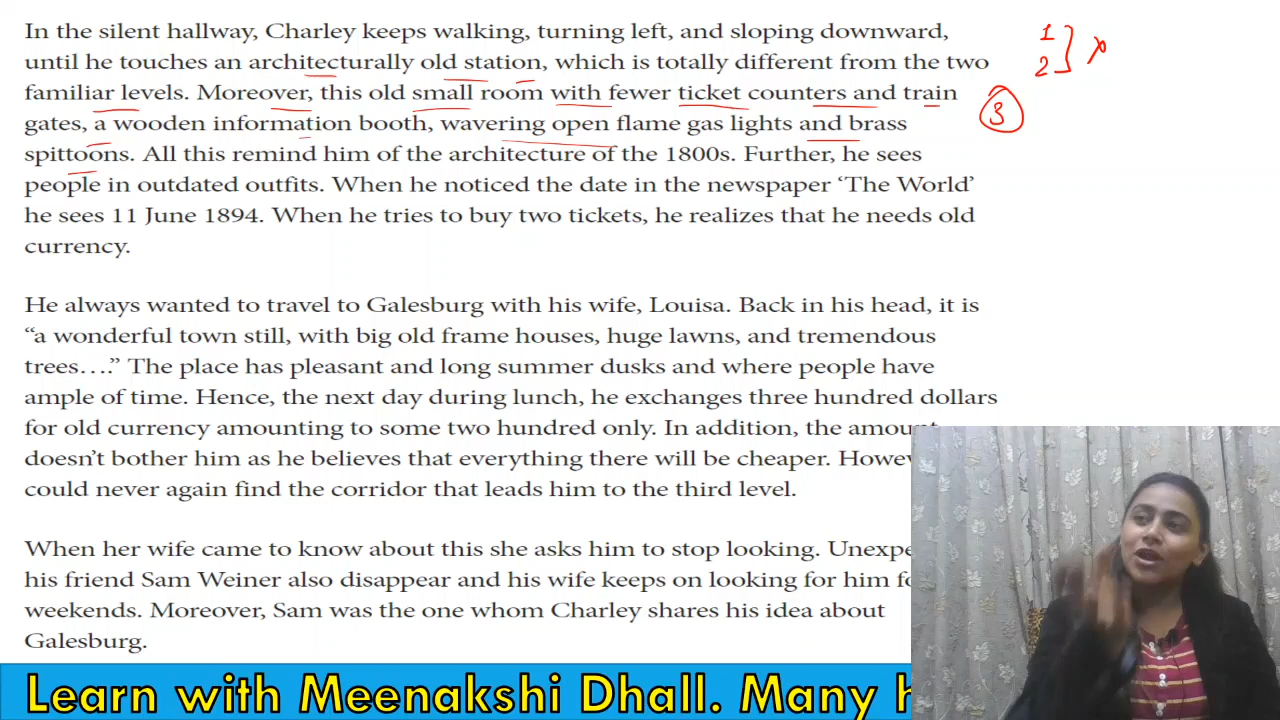 In the silent hallway, Charley keeps walking, turning left, and sloping downward,
until he touches an architecturally old station, which is totally different from the two
familiar levels. Moreover, this old small room with fewer ticket counters and train
gates, a wooden information booth, wavering open flame gas lights and brass
spittoons. All this remind him of the architecture of the 1800s. Further, he sees
people in outdated outfits. When he noticed the date in the newspaper ‘The World’
he sees 11 June 1894. When he tries to buy two tickets, he realizes that he needs old
currency.
1
2
3
He always wanted to travel to Galesburg with his wife, Louisa. Back in his head, it is
“a wonderful town still, with big old frame houses, huge lawns, and tremendous
trees….” The place has pleasant and long summer dusks and where people have
ample of time. Hence, the next day during lunch, he exchanges three hundred dollars
for old currency amounting to some two hundred only. In addition, the amount
doesn’t bother him as he believes that everything there will be cheaper.
could never again find the corridor that leads him to the third level.
When her wife came to know about this she asks him to stop looking.
his friend Sam Weiner also disappear and his wife keeps on looking for him
weekends. Moreover, Sam was the one whom Charley shares his idea about
Galesburg.
Learn with Meenakshi Dhall. Many